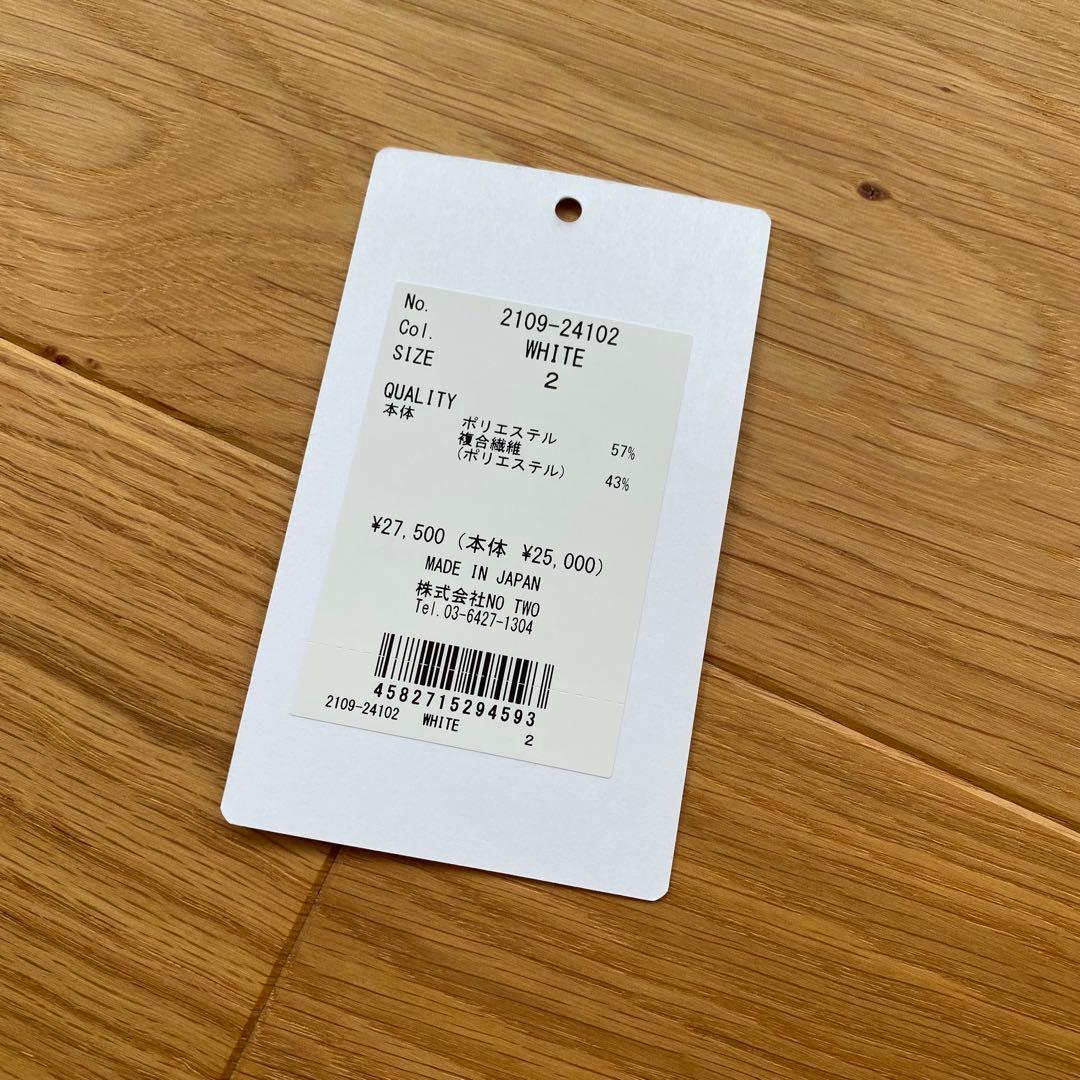 No. 2109-24102
Col. WHITE
SIZE 2
QUALITY
本体 ポリエステル 57%
複合繊維
(ポリエステル) 43%
¥27,500 (本体 ¥25,000)
MADE IN JAPAN
株式会社NO TWO
Tel.03-6427-1304
4582715294593
2109-24102 WHITE 2